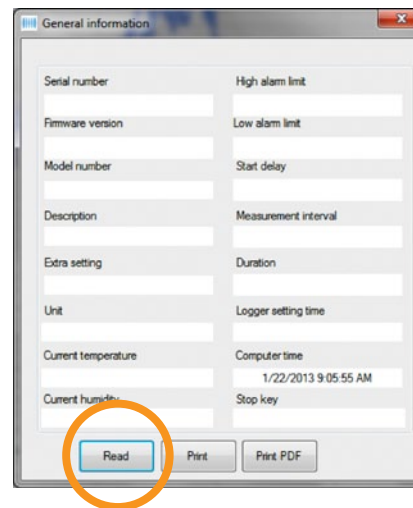 General information
Serial number
High alarm limit
Firmware version
Low alarm limit
Model number
Start delay
Description
Measurement interval
Extra setting
Duration
Unit
Logger setting time
Current temperature
Computer time
1/22/2013 9:05:55 AM
Current humidity
Stop key
Read
Print
Print PDF